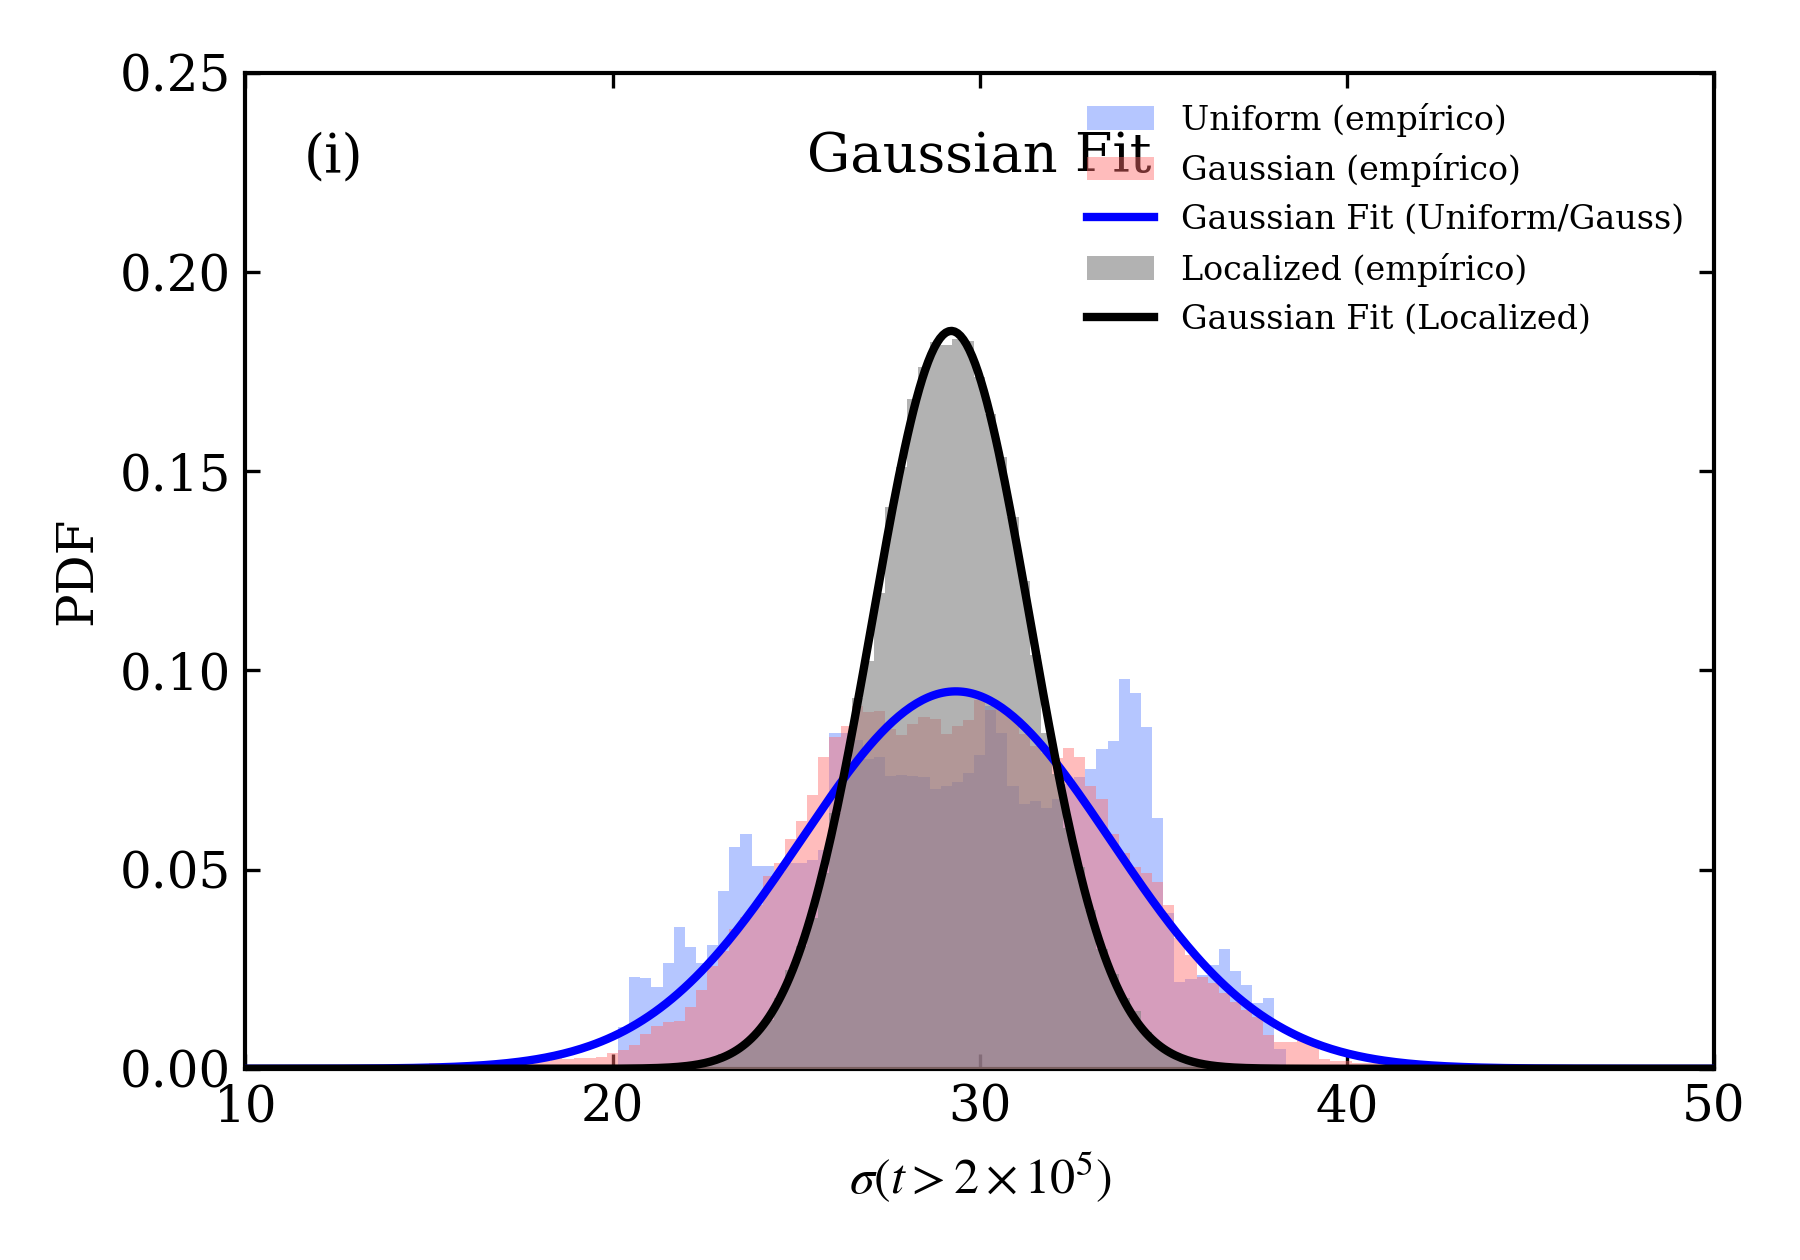 0.25
0.20
0.15
0.10
0.05
0.00
PDF
(i)
Gaussian Fit
Uniform (empírico)
Gaussian (empírico)
Gaussian Fit (Uniform/Gauss)
Localized (empírico)
Gaussian Fit (Localized)
10 20 30 40 50
σ(t > 2 × 10⁵)